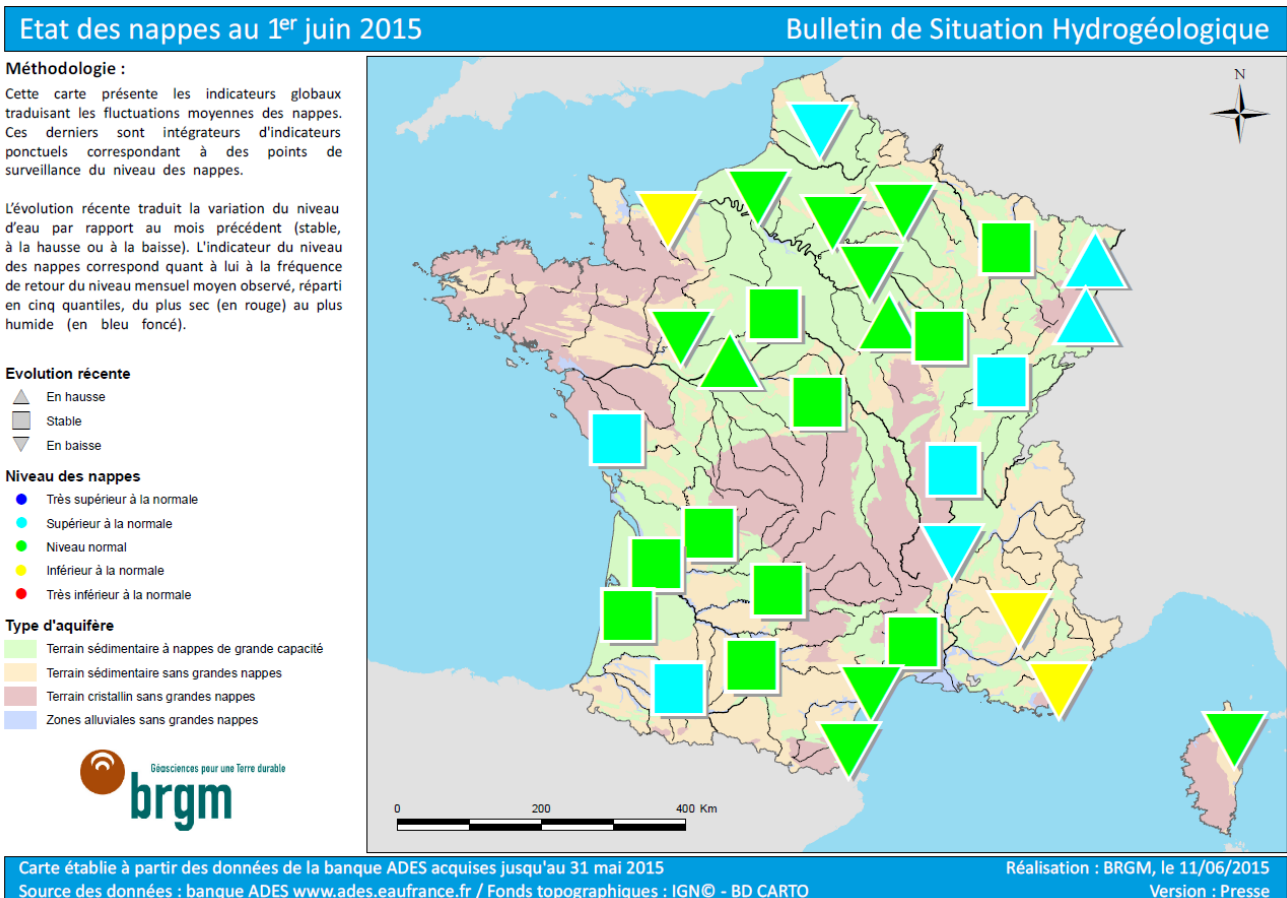 Etat des nappes au 1er juin 2015
Bulletin de Situation Hydrogéologique
Méthodologie :
Cette carte présente les indicateurs globaux
traduisant les fluctuations moyennes des nappes.
Ces derniers sont intégrateurs d'indicateurs
ponctuels correspondant à des points de
surveillance du niveau des nappes.
L'évolution récente traduit la variation du niveau
d'eau par rapport au mois précédent (stable,
à la hausse ou à la baisse). L'indicateur du niveau
des nappes correspond quant à lui à la fréquence
de retour du niveau mensuel moyen observé, réparti
en cinq quantiles, du plus sec (en rouge) au plus
humide (en bleu foncé).
Evolution récente
En hausse
Stable
En baisse
Niveau des nappes
Très supérieur à la normale
Supérieur à la normale
Niveau normal
Inférieur à la normale
Très inférieur à la normale
Type d'aquifère
Terrain sédimentaire à nappes de grande capacité
Terrain sédimentaire sans grandes nappes
Terrain cristallin sans grandes nappes
Zones alluviales sans grandes nappes
Géosciences pour une Terre durable
brgm
N
0 200 400 Km
Carte établie à partir des données de la banque ADES acquises jusqu'au 31 mai 2015
Réalisation : BRGM, le 11/06/2015
Source des données : banque ADES www.ades.eaufrance.fr / Fonds topographiques : IGN© - BD CARTO
Version : Presse